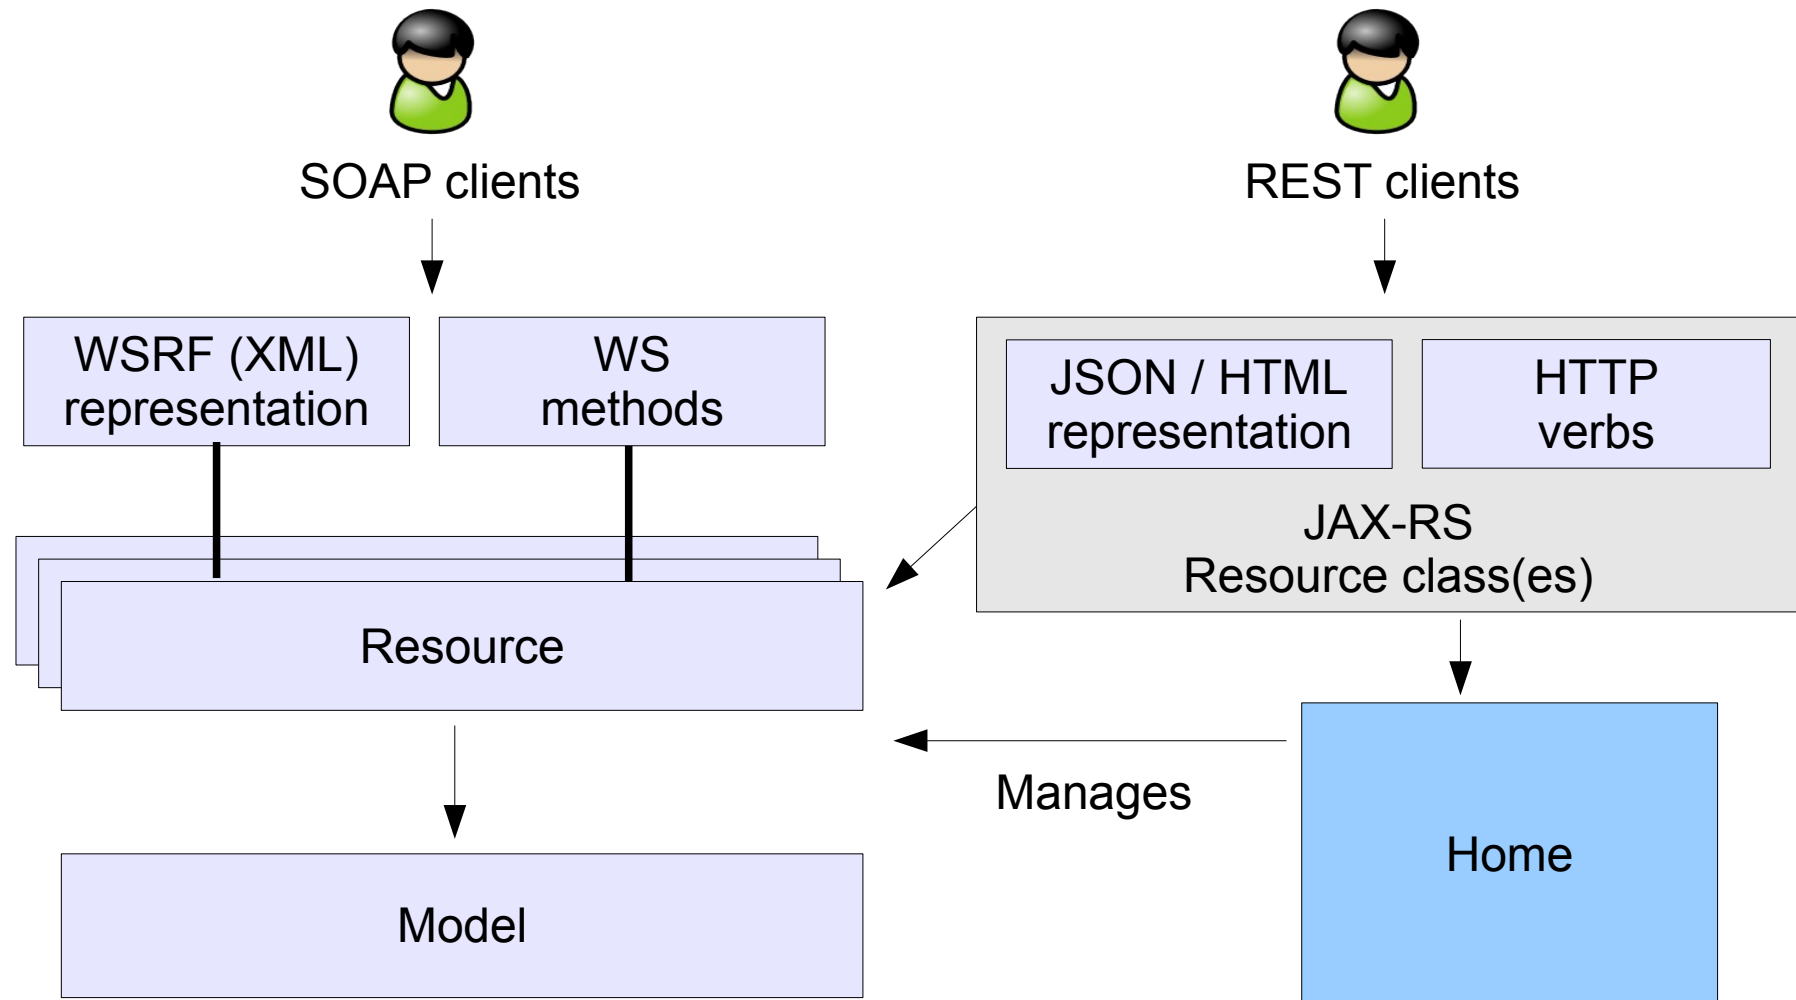 SOAP clients
REST clients
WSRF (XML)
representation
WS
methods
JSON / HTML
representation
HTTP
verbs
JAX-RS
Resource class(es)
Resource
Manages
Home
Model